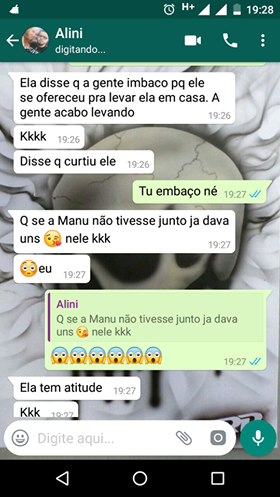 H+ 19:28
Alini
digitando...
Ela disse q a gente imbaco pq ele
se ofereceu pra levar ela em casa. A
gente acabo levando
19:26
Kkkk 19:26
Disse q curtiu ele 19:26
Tu embaço né 19:27
Q se a Manu não tivesse junto ja dava
uns 😘 nele kkk
19:27
😳eu 19:27
Alini
Q se a Manu não tivesse junto ja dava
uns 😘 nele kkk
😱😱😱😱😱😱
19:27
Ela tem atitude 19:27
Kkk 19:27
Digite aqui...